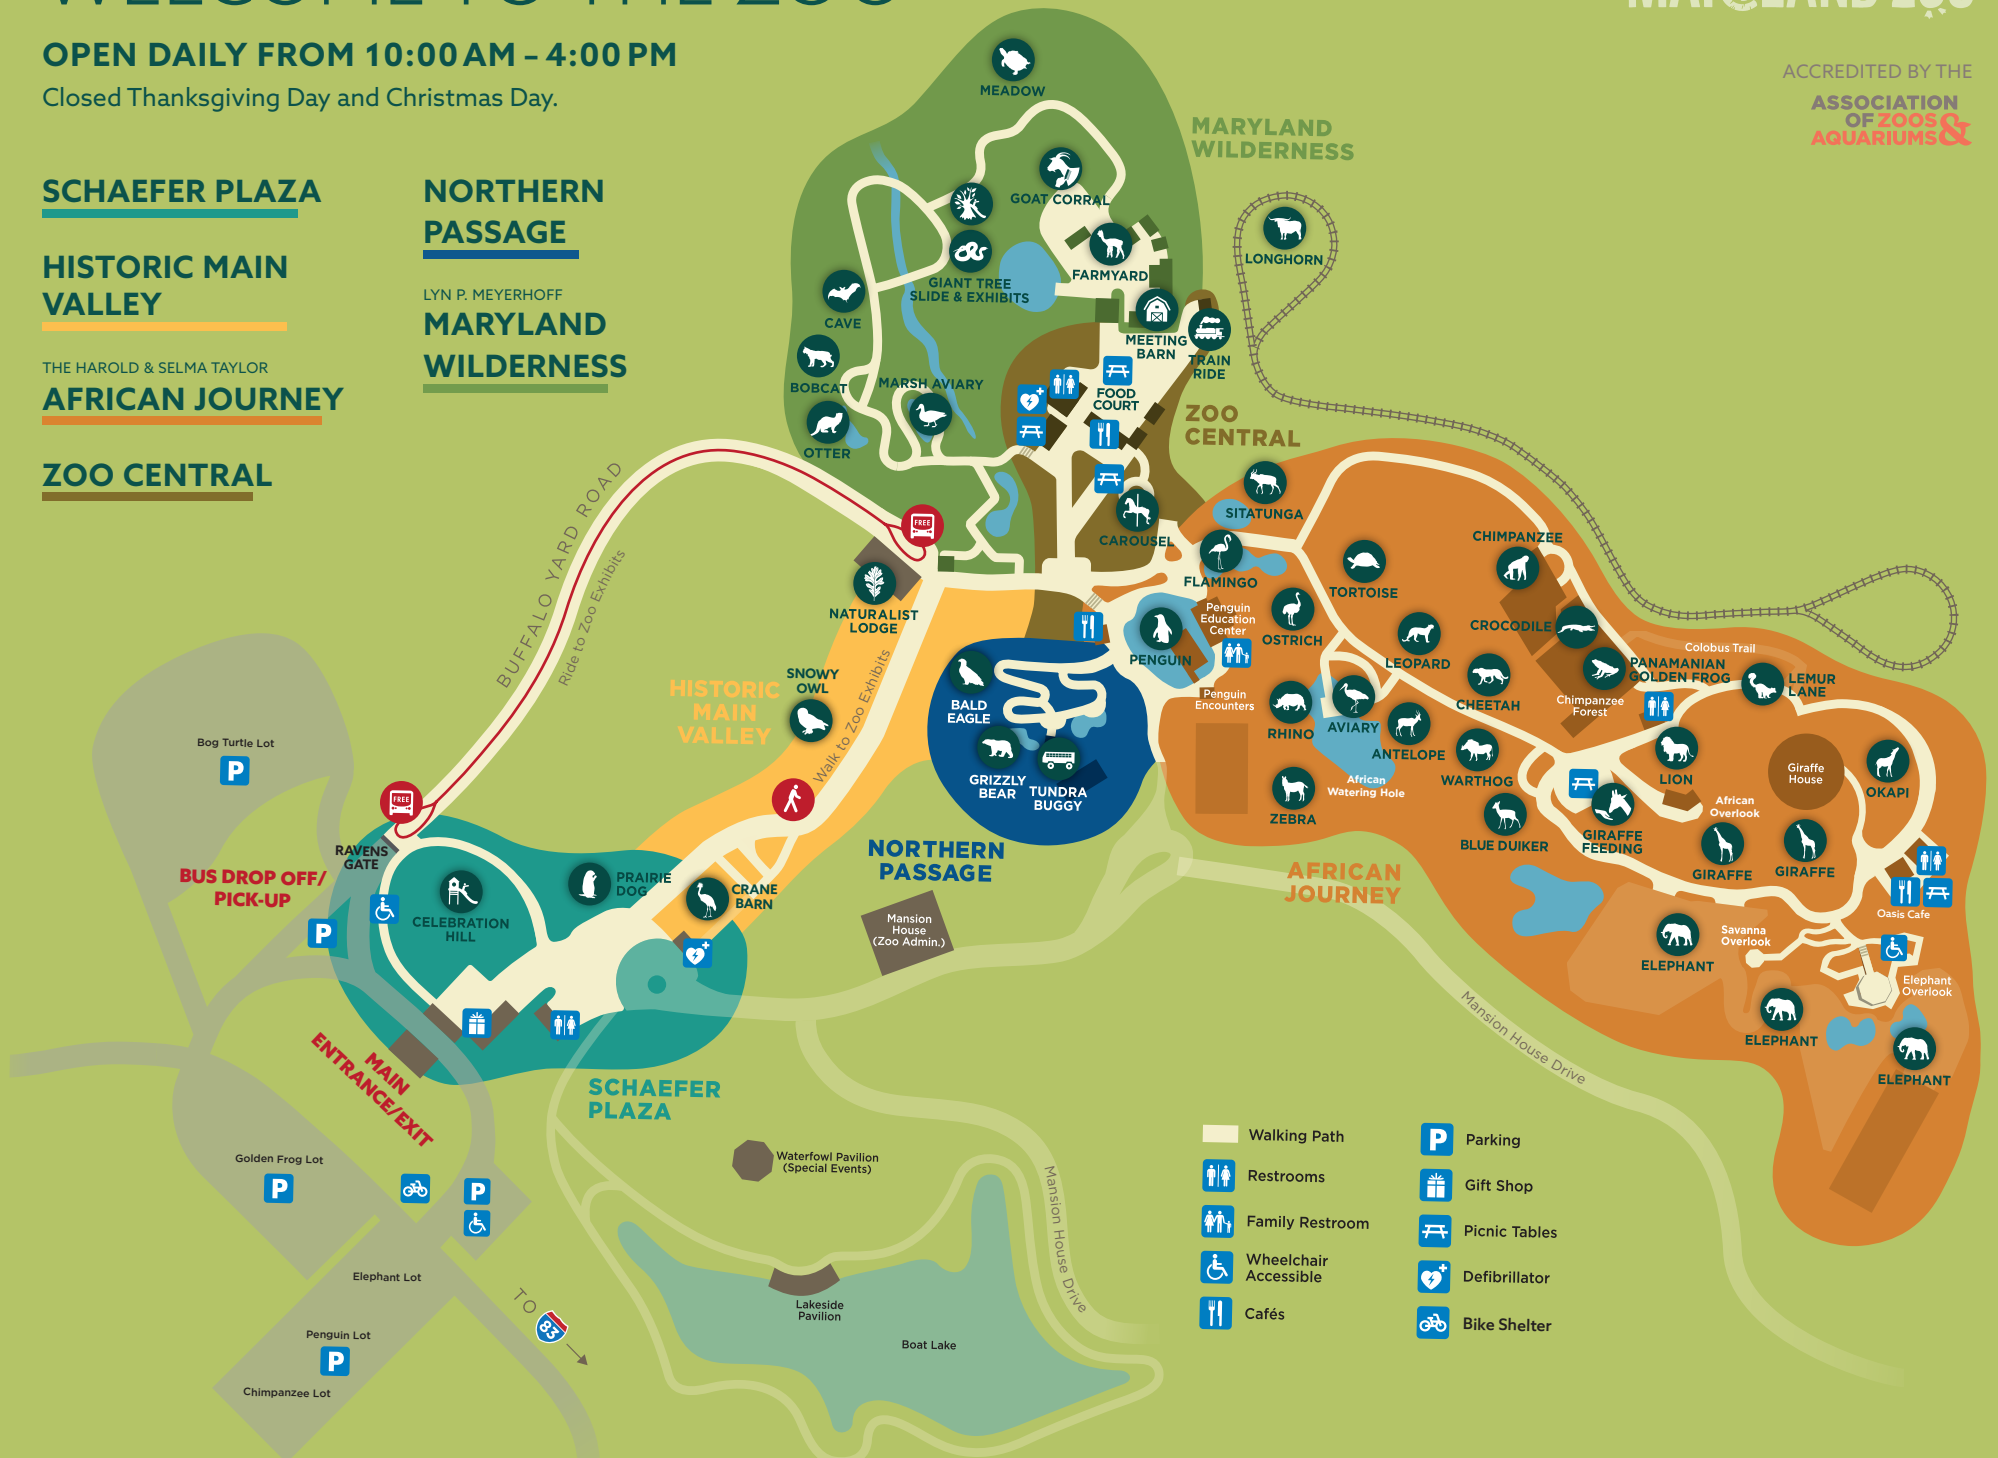 WELCOME TO THE ZOO
MARYLAND ZOO
OPEN DAILY FROM 10:00 AM – 4:00 PM
Closed Thanksgiving Day and Christmas Day.
ACCREDITED BY THE
ASSOCIATION
OF ZOOS &
AQUARIUMS
SCHAEFER PLAZA
HISTORIC MAIN
VALLEY
THE HAROLD & SELMA TAYLOR
AFRICAN JOURNEY
ZOO CENTRAL
NORTHERN
PASSAGE
LYN P. MEYERHOFF
MARYLAND
WILDERNESS
MEADOW
MARYLAND
WILDERNESS
GOAT CORRAL
FARMYARD
GIANT TREE
SLIDE & EXHIBITS
CAVE
BOBCAT
MARSH AVIARY
OTTER
MEETING
BARN
TRAIN
RIDE
LONGHORN
FOOD
COURT
ZOO
CENTRAL
CAROUSEL
BUFFALO YARD ROAD
Ride to Zoo Exhibits
FREE
NATURALIST
LODGE
SNOWY
OWL
HISTORIC
MAIN
VALLEY
Walk to Zoo Exhibits
BALD
EAGLE
GRIZZLY
BEAR
TUNDRA
BUGGY
NORTHERN
PASSAGE
SITATUNGA
FLAMINGO
Penguin
Education
Center
PENGUIN
Penguin
Encounters
OSTRICH
TORTOISE
LEOPARD
CHEETAH
RHINO
AVIARY
ANTELOPE
WARTHOG
African
Watering Hole
ZEBRA
BLUE DUIKER
CHIMPANZEE
CROCODILE
PANAMANIAN
GOLDEN FROG
Chimpanzee
Forest
Colobus Trail
LEMUR
LANE
LION
GIRAFFE
FEEDING
African
Overlook
Giraffe
House
GIRAFFE
GIRAFFE
OKAPI
Oasis Cafe
Savanna
Overlook
Elephant
Overlook
ELEPHANT
ELEPHANT
ELEPHANT
AFRICAN
JOURNEY
Mansion House Drive
Bog Turtle Lot
P
FREE
RAVENS
GATE
BUS DROP OFF/
PICK-UP
P
CELEBRATION
HILL
PRAIRIE
DOG
CRANE
BARN
Mansion
House
(Zoo Admin.)
MAIN
ENTRANCE/EXIT
SCHAEFER
PLAZA
Waterfowl Pavilion
(Special Events)
Mansion House Drive
Lakeside
Pavilion
Boat Lake
Golden Frog Lot
P
P
Elephant Lot
Penguin Lot
P
Chimpanzee Lot
TO
83
Walking Path
Restrooms
Family Restroom
Wheelchair
Accessible
Cafés
P
Parking
Gift Shop
Picnic Tables
Defibrillator
Bike Shelter